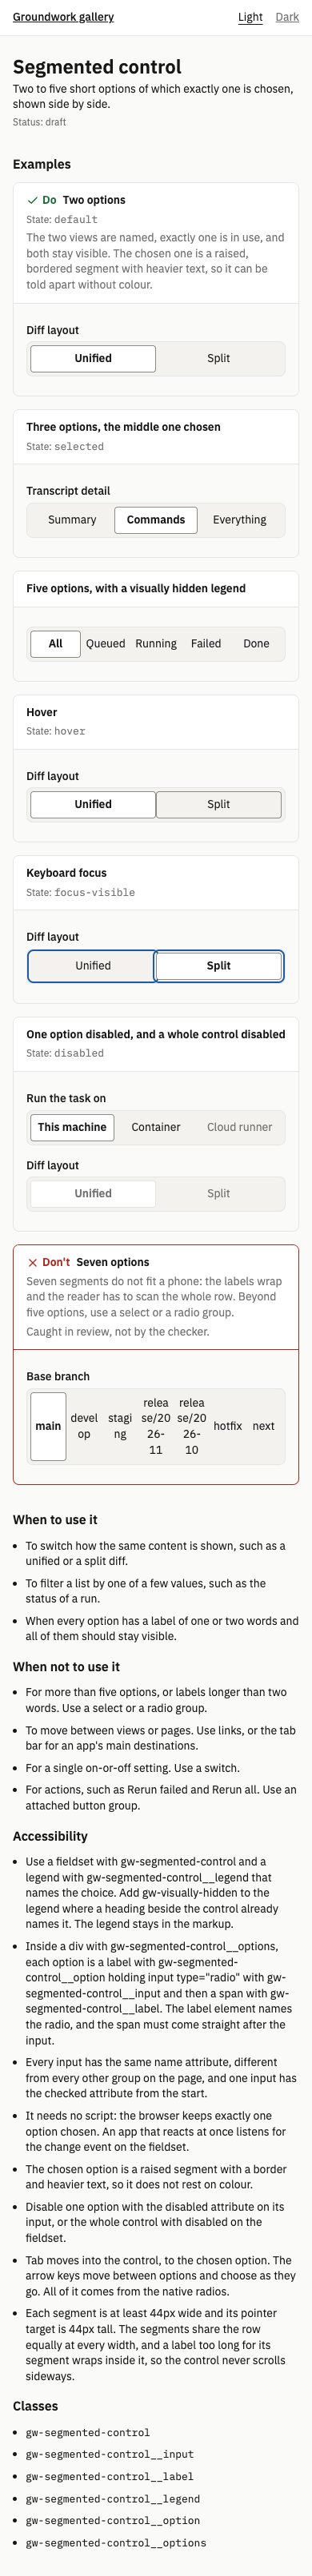 Groundwork gallery
Light Dark
Segmented control
Two to five short options of which exactly one is chosen,
shown side by side.
Status: draft
Examples
Do Two options
State: default
The two views are named, exactly one is in use, and
both stay visible. The chosen one is a raised,
bordered segment with heavier text, so it can be
told apart without colour.
Diff layout
Unified Split
Three options, the middle one chosen
State: selected
Transcript detail
Summary Commands Everything
Five options, with a visually hidden legend
All Queued Running Failed Done
Hover
State: hover
Diff layout
Unified Split
Keyboard focus
State: focus-visible
Diff layout
Unified Split
One option disabled, and a whole control disabled
State: disabled
Run the task on
This machine Container Cloud runner
Diff layout
Unified Split
Don't Seven options
Seven segments do not fit a phone: the labels wrap
and the reader has to scan the whole row. Beyond
five options, use a select or a radio group.
Caught in review, not by the checker.
Base branch
main
devel
op
stagi
ng
relea
se/20
26-
11
relea
se/20
26-
10
hotfix
next
When to use it
• To switch how the same content is shown, such as a
unified or a split diff.
• To filter a list by one of a few values, such as the
status of a run.
• When every option has a label of one or two words and
all of them should stay visible.
When not to use it
• For more than five options, or labels longer than two
words. Use a select or a radio group.
• To move between views or pages. Use links, or the tab
bar for an app's main destinations.
• For a single on-or-off setting. Use a switch.
• For actions, such as Rerun failed and Rerun all. Use an
attached button group.
Accessibility
• Use a fieldset with gw-segmented-control and a
legend with gw-segmented-control__legend that
names the choice. Add gw-visually-hidden to the
legend where a heading beside the control already
names it. The legend stays in the markup.
• Inside a div with gw-segmented-control__options,
each option is a label with gw-segmented-
control__option holding input type="radio" with gw-
segmented-control__input and then a span with gw-
segmented-control__label. The label element names
the radio, and the span must come straight after the
input.
• Every input has the same name attribute, different
from every other group on the page, and one input has
the checked attribute from the start.
• It needs no script: the browser keeps exactly one
option chosen. An app that reacts at once listens for
the change event on the fieldset.
• The chosen option is a raised segment with a border
and heavier text, so it does not rest on colour.
• Disable one option with the disabled attribute on its
input, or the whole control with disabled on the
fieldset.
• Tab moves into the control, to the chosen option. The
arrow keys move between options and choose as they
go. All of it comes from the native radios.
• Each segment is at least 44px wide and its pointer
target is 44px tall. The segments share the row
equally at every width, and a label too long for its
segment wraps inside it, so the control never scrolls
sideways.
Classes
• gw-segmented-control
• gw-segmented-control__input
• gw-segmented-control__label
• gw-segmented-control__legend
• gw-segmented-control__option
• gw-segmented-control__options